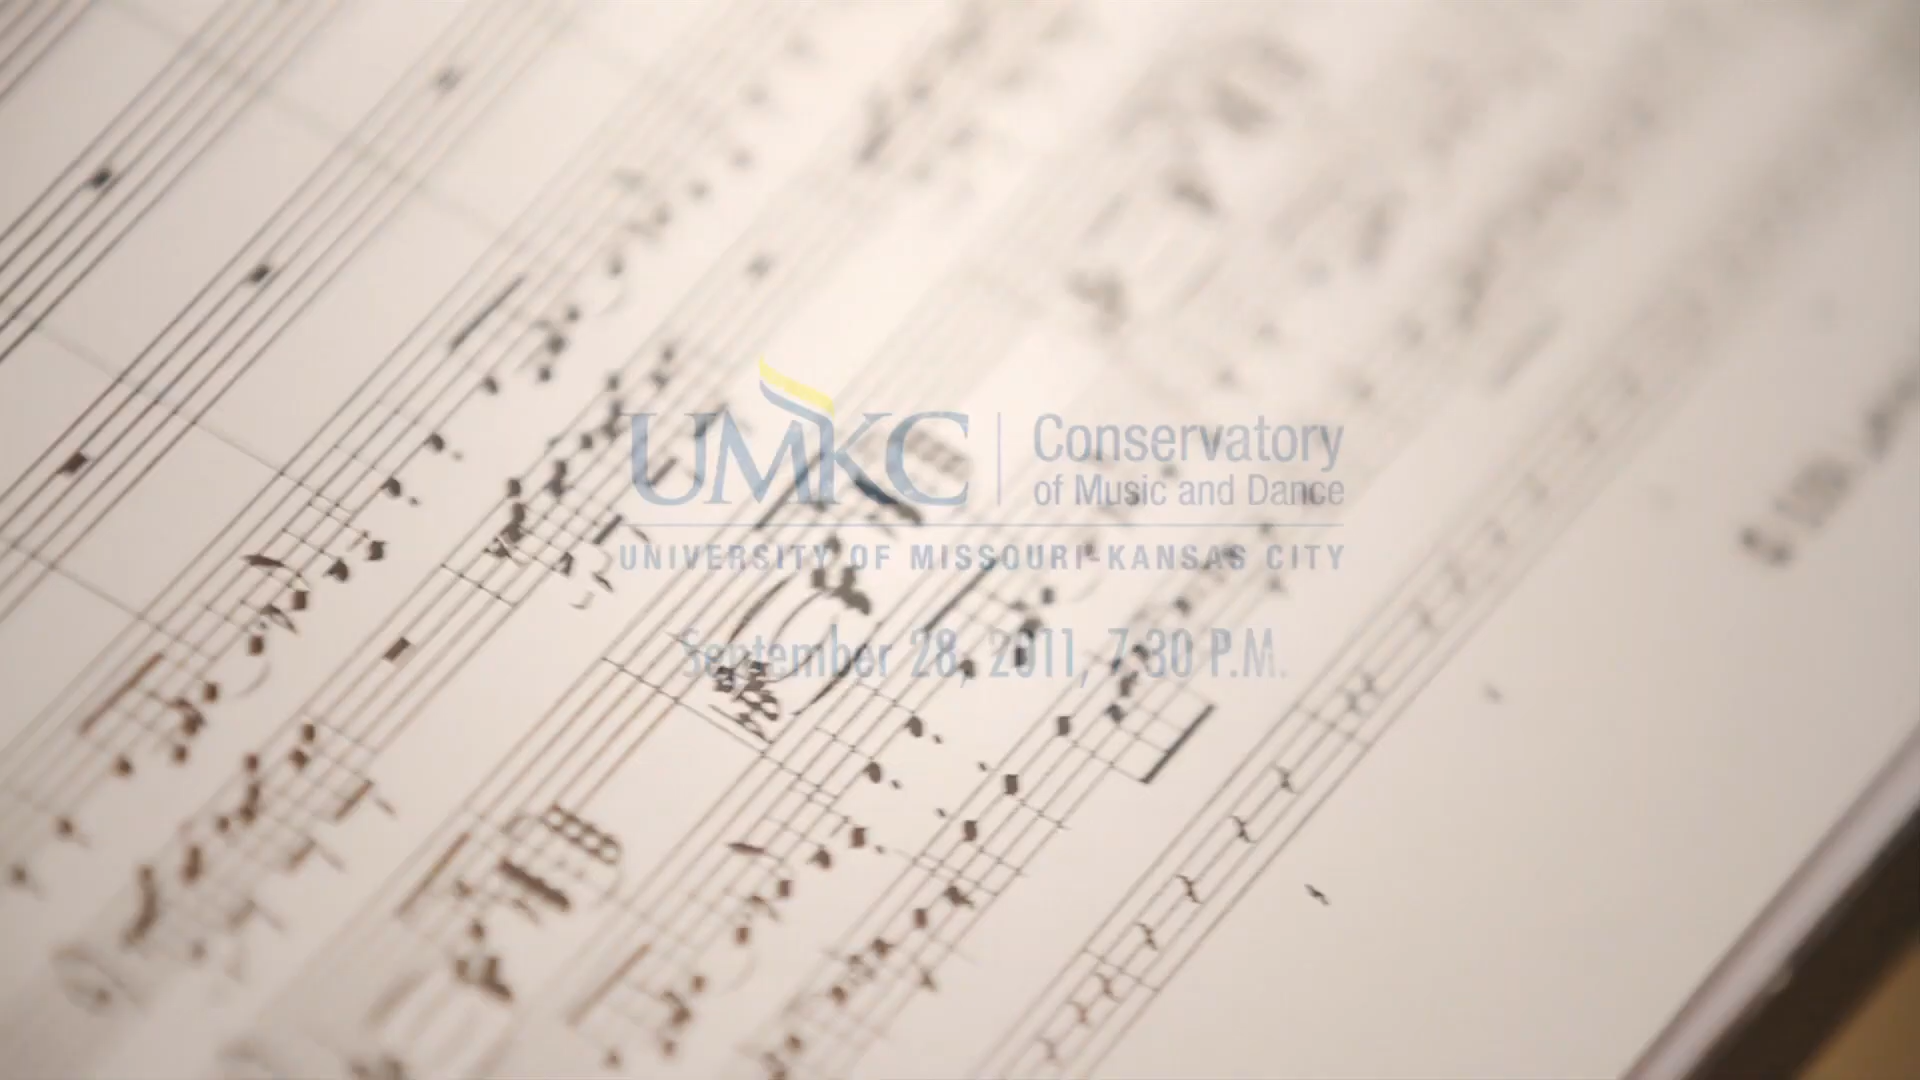 UMKC
Conservatory
of Music and Dance
UNIVERSITY OF MISSOURI-KANSAS CITY
September 28, 2011, 7:30 P.M.